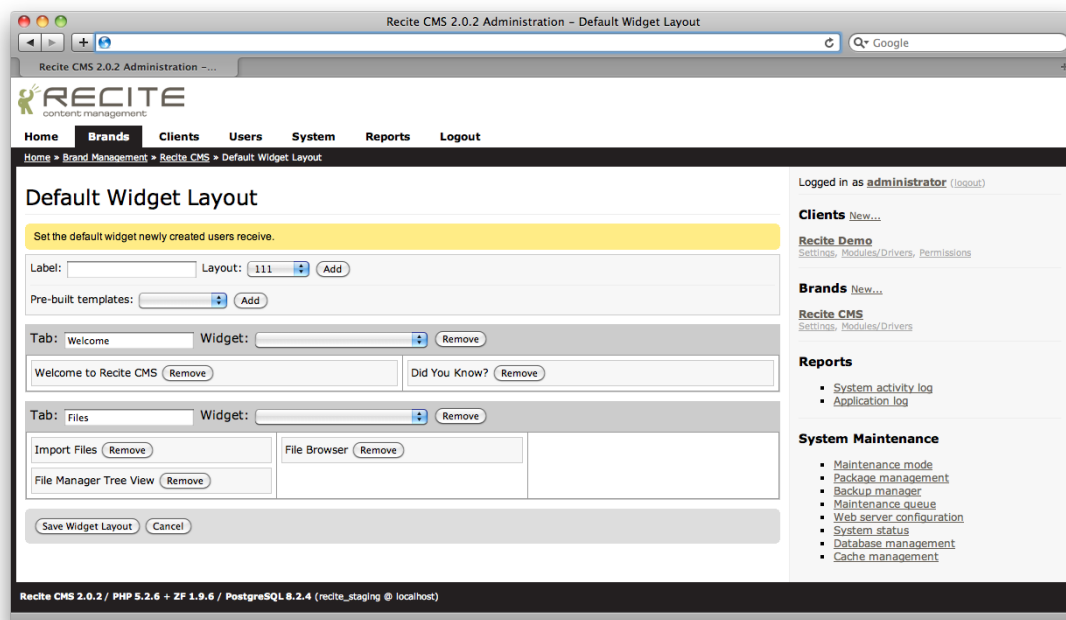 Recite CMS 2.0.2 Administration – Default Widget Layout
Google
Recite CMS 2.0.2 Administration –...
RECITE
content management
Home Brands Clients Users System Reports Logout
Home » Brand Management » Recite CMS » Default Widget Layout
Default Widget Layout
Set the default widget newly created users receive.
Label: Layout: 111 Add
Pre-built templates: Add
Tab: Welcome Widget: Remove
Welcome to Recite CMS Remove Did You Know? Remove
Tab: Files Widget: Remove
Import Files Remove File Browser Remove
File Manager Tree View Remove
Save Widget Layout Cancel
Logged in as administrator (logout)
Clients New...
Recite Demo
Settings, Modules/Drivers, Permissions
Brands New...
Recite CMS
Settings, Modules/Drivers
Reports
System activity log
Application log
System Maintenance
Maintenance mode
Package management
Backup manager
Maintenance queue
Web server configuration
System status
Database management
Cache management
Recite CMS 2.0.2 / PHP 5.2.6 + ZF 1.9.6 / PostgreSQL 8.2.4 (recite_staging @ localhost)